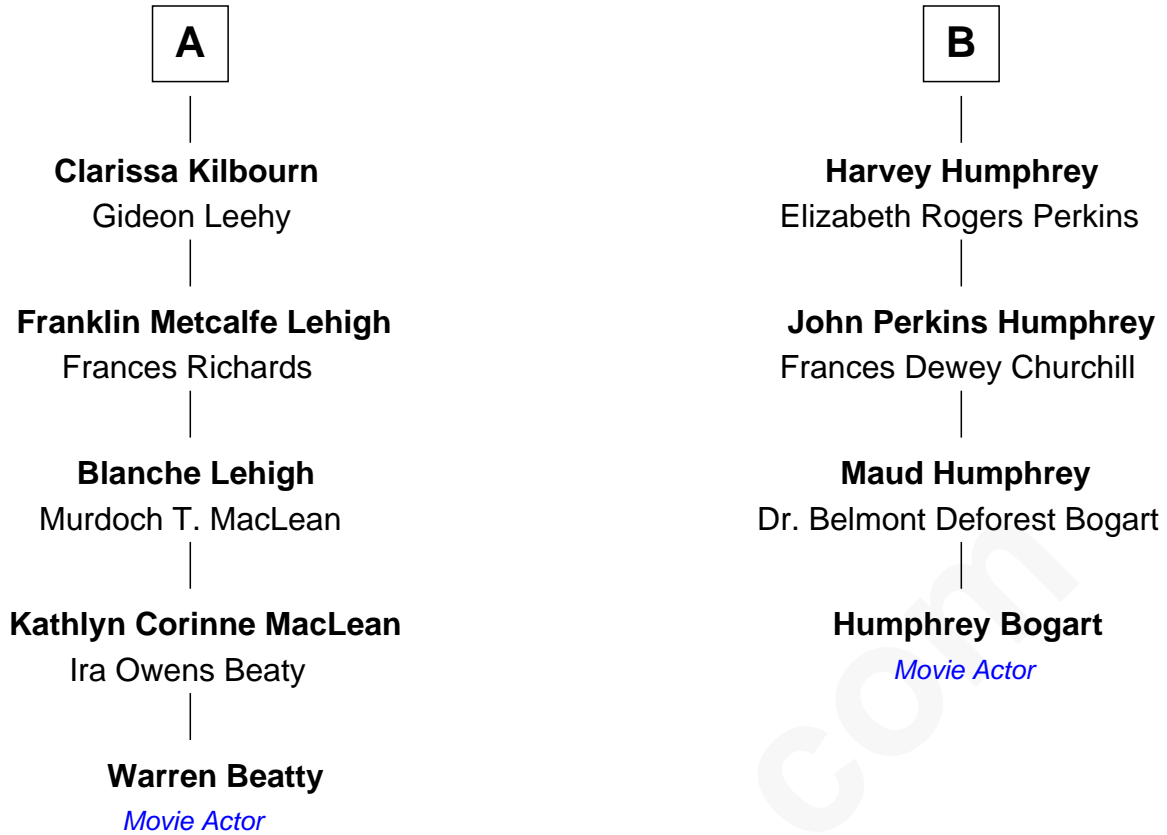 A
Clarissa Kilbourn
Gideon Leehy
Franklin Metcalfe Lehigh
Frances Richards
Blanche Lehigh
Murdoch T. MacLean
Kathlyn Corinne MacLean
Ira Owens Beaty
Warren Beatty
Movie Actor
B
Harvey Humphrey
Elizabeth Rogers Perkins
John Perkins Humphrey
Frances Dewey Churchill
Maud Humphrey
Dr. Belmont Deforest Bogart
Humphrey Bogart
Movie Actor
com